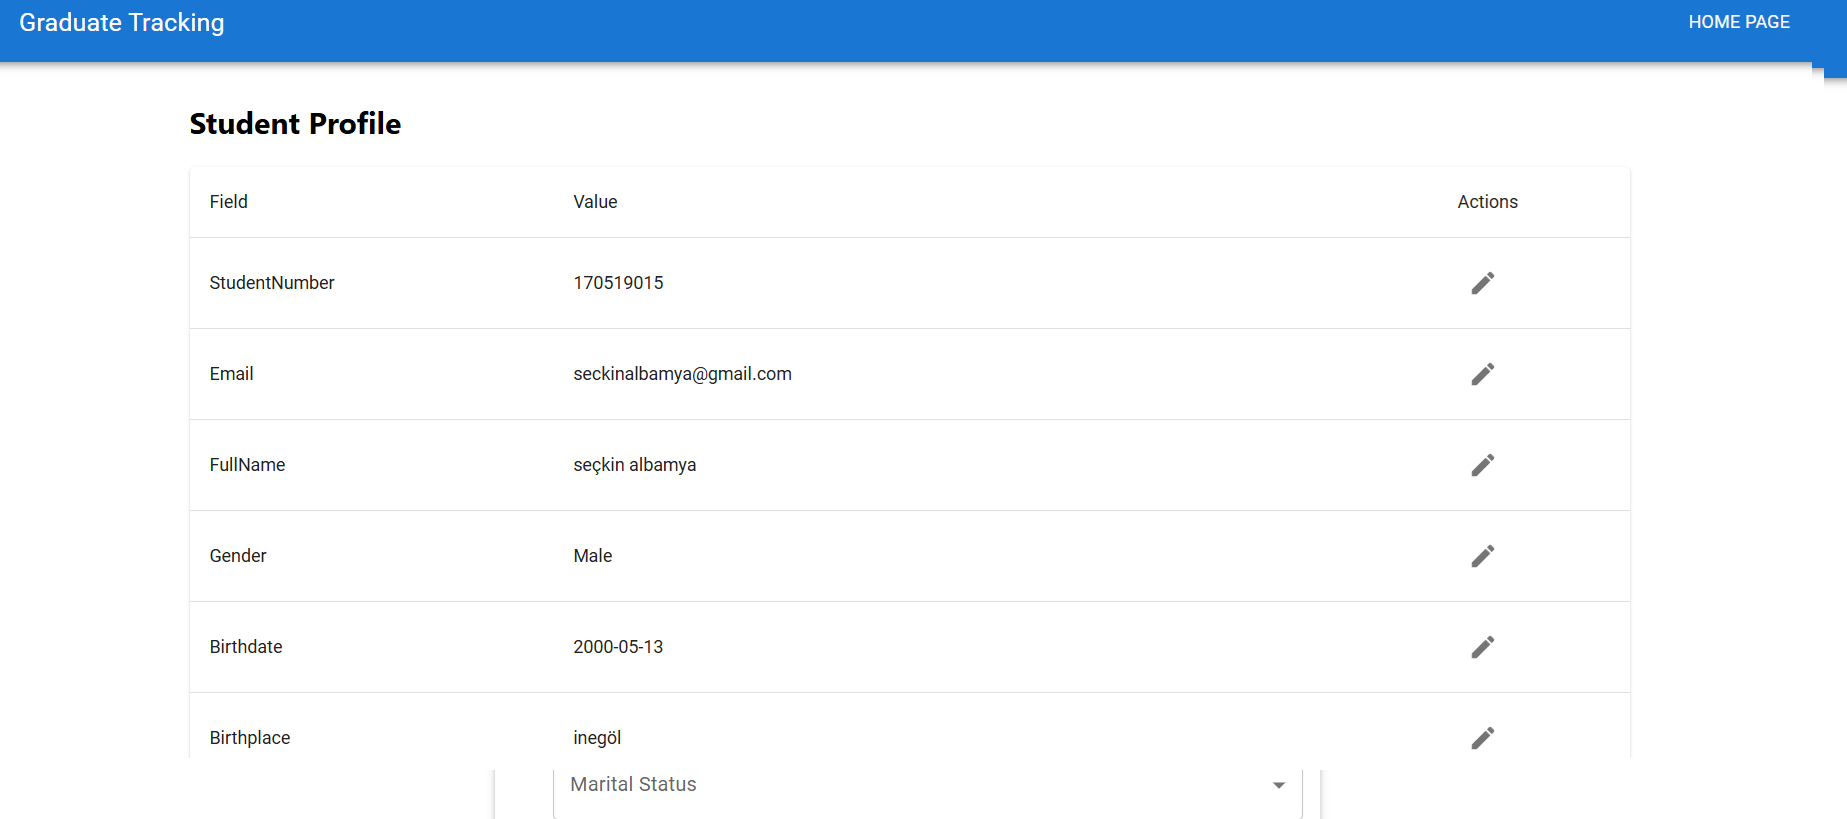 Graduate Tracking HOME PAGE
Student Profile
Field Value Actions
StudentNumber 170519015
Email seckinalbamya@gmail.com
FullName seçkin albamya
Gender Male
Birthdate 2000-05-13
Birthplace inegöl
Marital Status